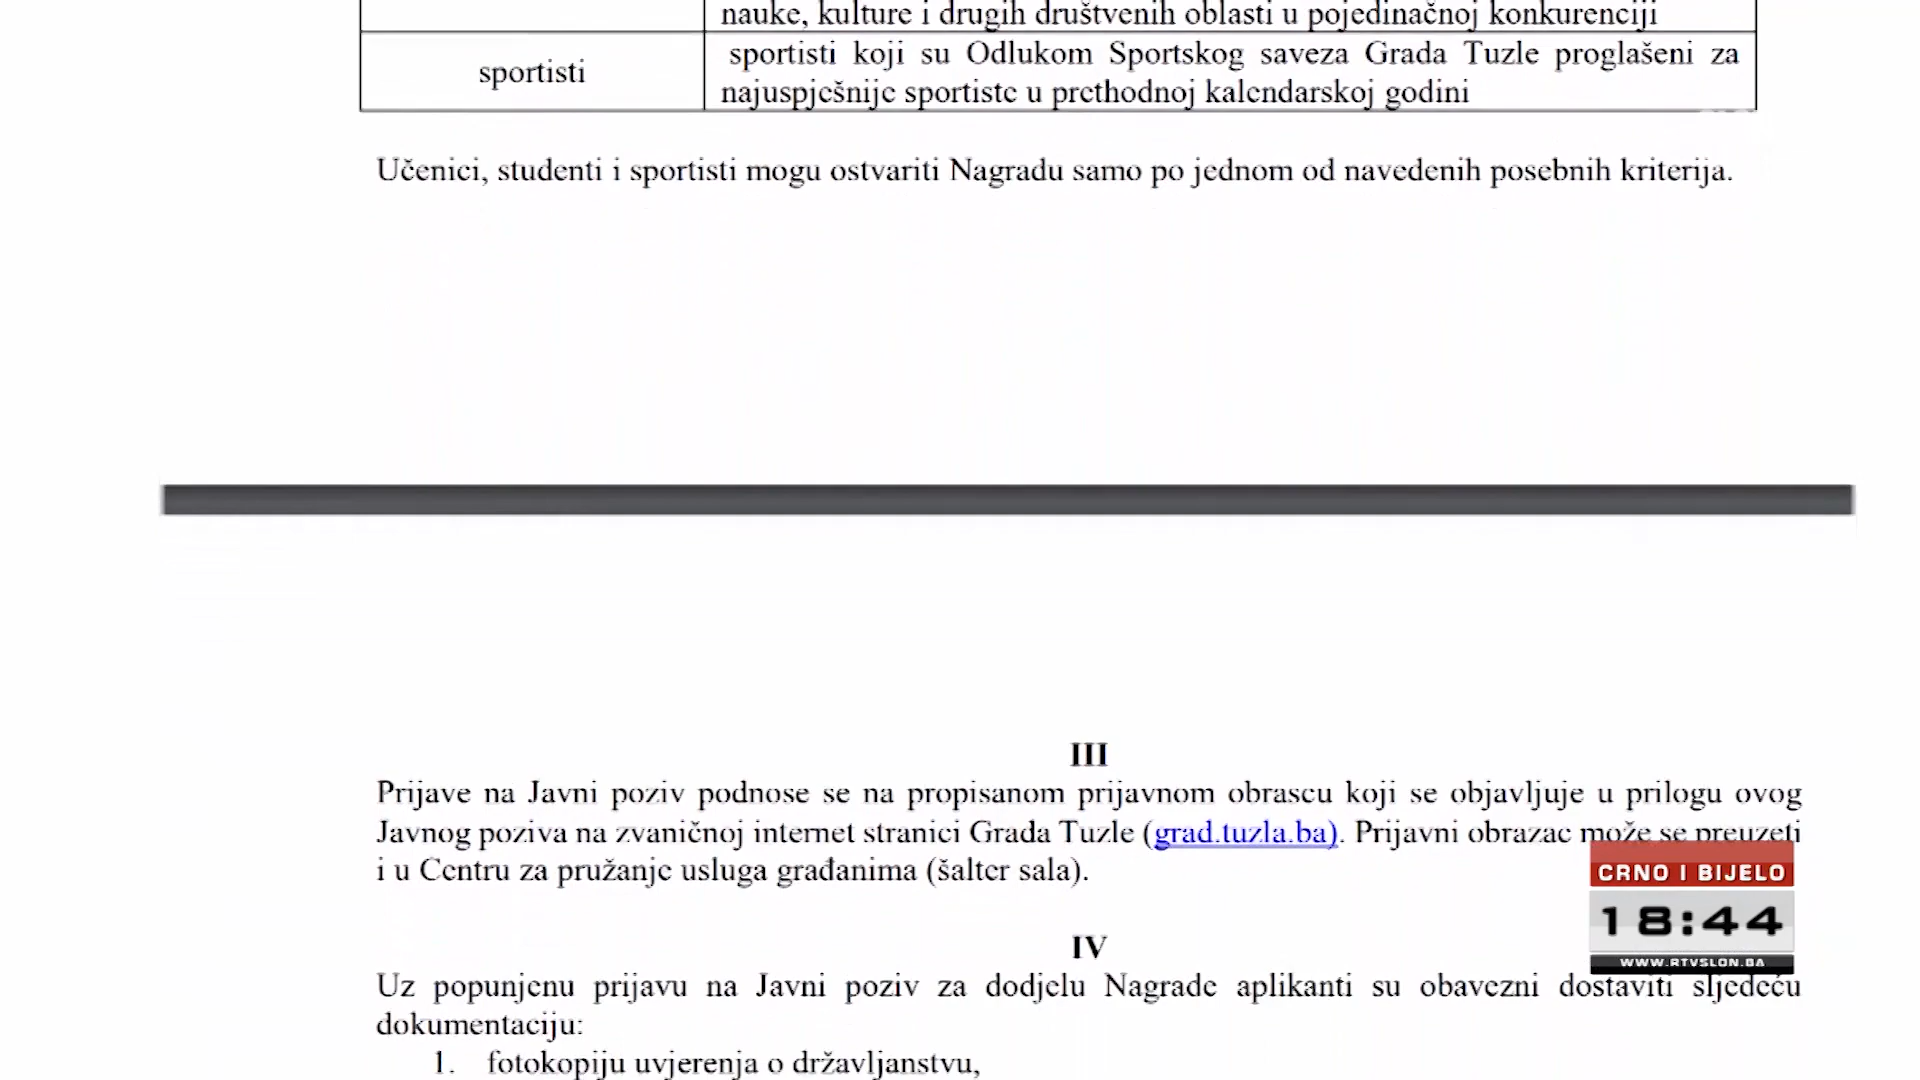 nauke, kulture i drugih društvenih oblasti u pojedinačnoj konkurenciji
sportisti
sportisti koji su Odlukom Sportskog saveza Grada Tuzle proglašeni za
najuspješnije sportiste u prethodnoj kalendarskoj godini
Učenici, studenti i sportisti mogu ostvariti Nagradu samo po jednom od navedenih posebnih kriterija.
III
Prijave na Javni poziv podnose se na propisanom prijavnom obrascu koji se objavljuje u prilogu ovog
Javnog poziva na zvaničnoj internet stranici Grada Tuzle (grad.tuzla.ba). Prijavni obrazac može se preuzeti
i u Centru za pružanje usluga građanima (šalter sala).
CRNO I BIJELO
18:44
WWW.RTVSLON.BA
IV
Uz popunjenu prijavu na Javni poziv za dodjelu Nagrade aplikanti su obavezni dostaviti sljedeću
dokumentaciju:
1. fotokopiju uvjerenja o državljanstvu,